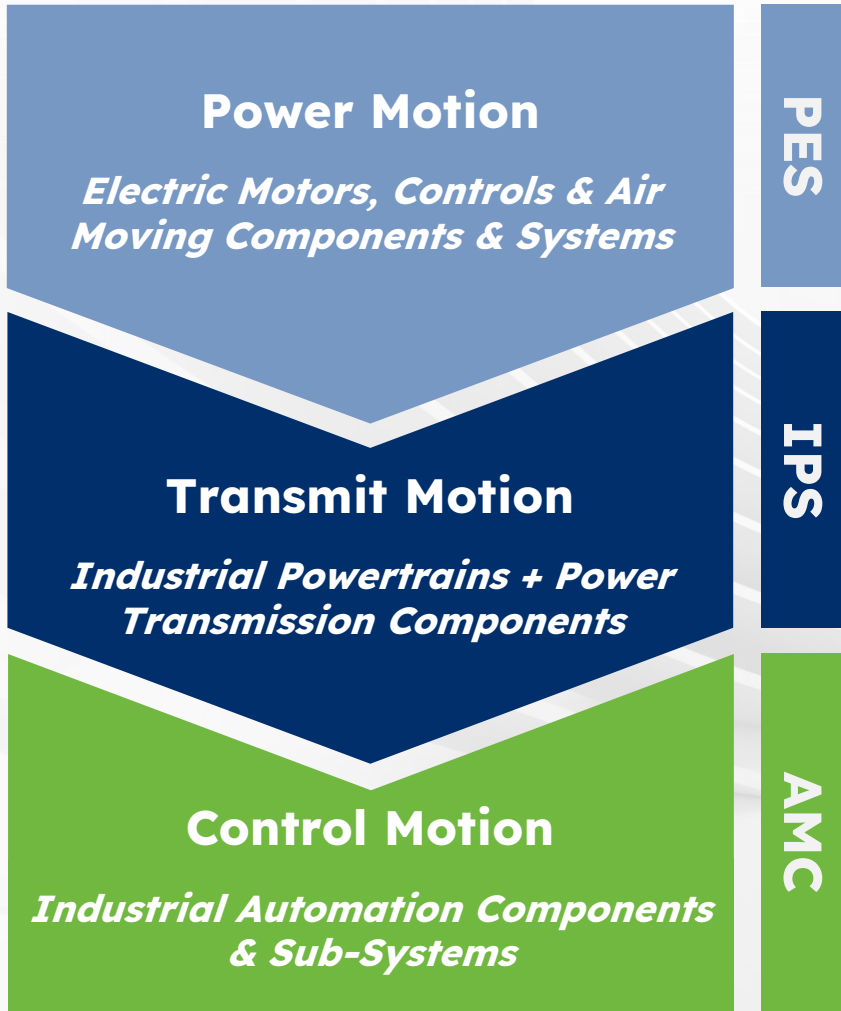 Power Motion
Electric Motors, Controls & Air
Moving Components & Systems
PES
Transmit Motion
Industrial Powertrains + Power
Transmission Components
IPS
Control Motion
Industrial Automation Components
& Sub-Systems
AMC